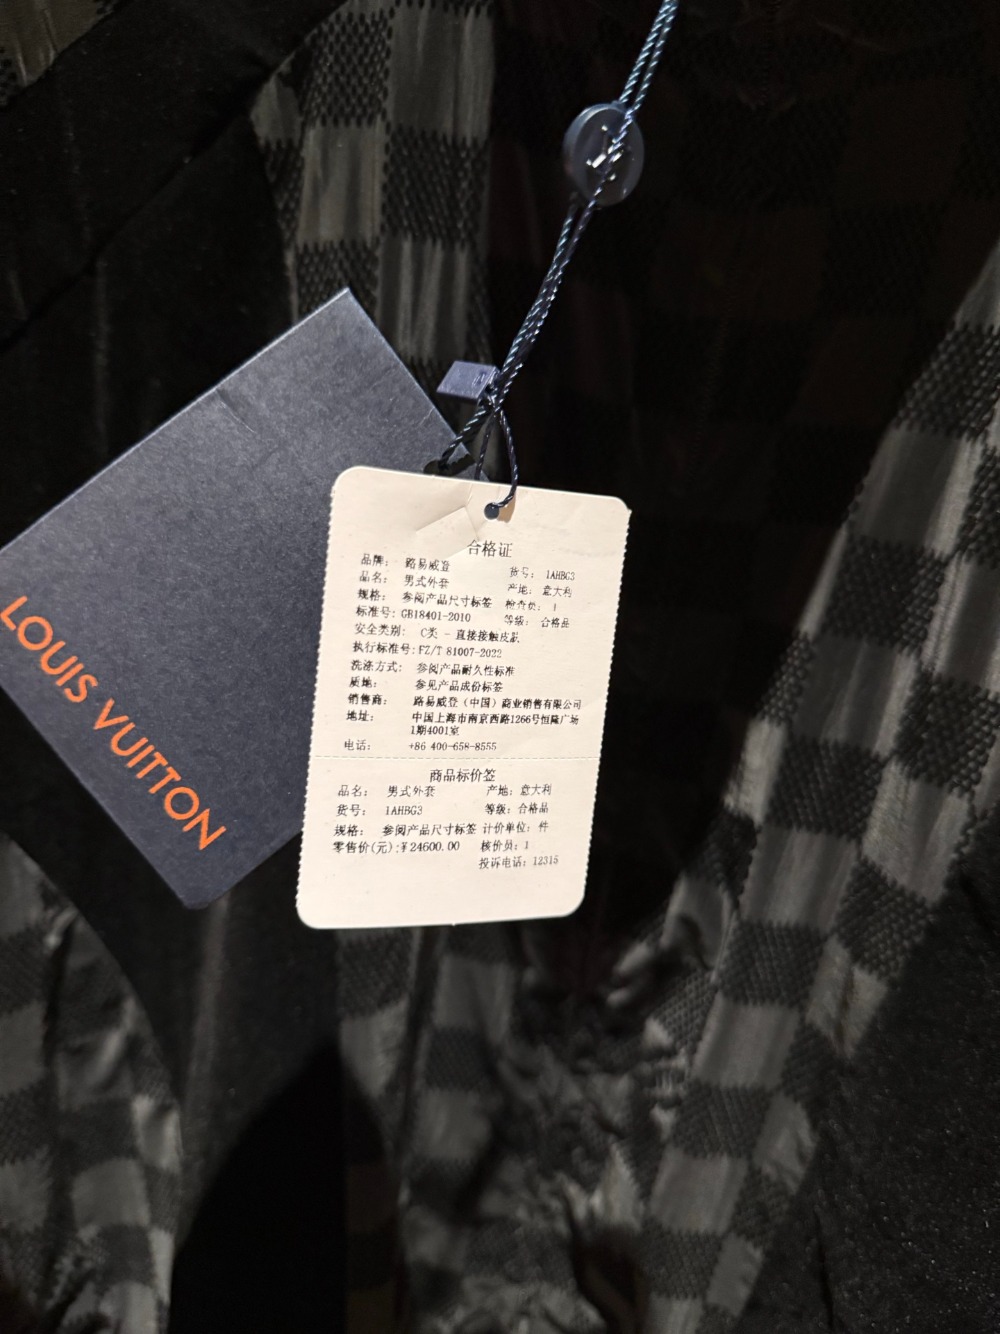 LOUIS VUITTON
合格证
品牌： 路易威登 货号： 1AHBG3
品名： 男式外套 产地： 意大利
规格： 参阅产品尺寸标签 检查员： 1
标准号: GB18401-2010 等级： 合格品
安全类别： C类 - 直接接触皮肤
执行标准号: FZ/T 81007-2022
洗涤方式： 参阅产品耐久性标准
质地： 参见产品成份标签
销售商： 路易威登（中国）商业销售有限公司
地址： 中国上海市南京西路1266号恒隆广场
1期4001室
电话： +86 400-658-8555
商品标价签
品名： 男式外套 产地：意大利
货号： 1AHBG3 等级：合格品
规格： 参阅产品尺寸标签 计价单位：件
零售价(元):¥24600.00 核价员：1
投诉电话：12315